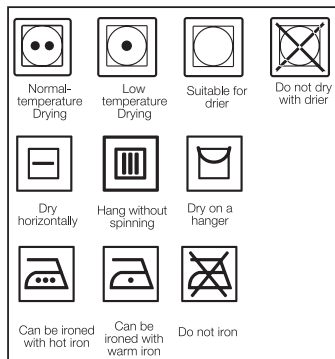 Normal-
temperature
Drying
Low
temperature
Drying
Suitable for
drier
Do not dry
with drier
Dry
horizontally
Hang without
spinning
Dry on a
hanger
Can be ironed
with hot iron
Can be
ironed with
warm iron
Do not iron